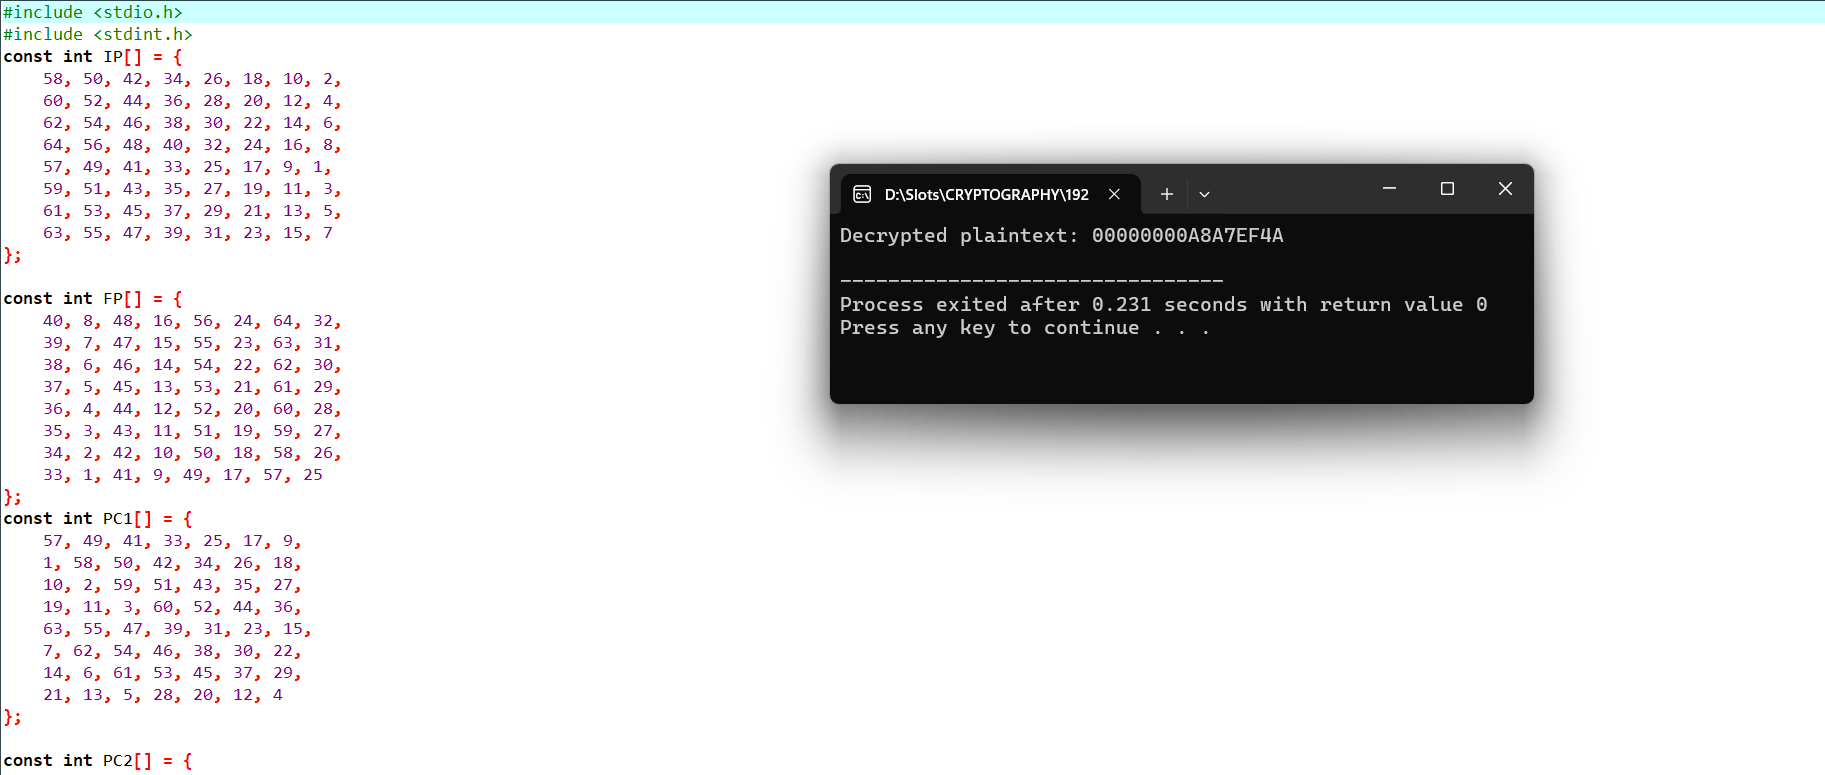 #include <stdio.h>
#include <stdint.h>
const int IP[] = {
    58, 50, 42, 34, 26, 18, 10, 2,
    60, 52, 44, 36, 28, 20, 12, 4,
    62, 54, 46, 38, 30, 22, 14, 6,
    64, 56, 48, 40, 32, 24, 16, 8,
    57, 49, 41, 33, 25, 17, 9, 1,
    59, 51, 43, 35, 27, 19, 11, 3,
    61, 53, 45, 37, 29, 21, 13, 5,
    63, 55, 47, 39, 31, 23, 15, 7
};
const int FP[] = {
    40, 8, 48, 16, 56, 24, 64, 32,
    39, 7, 47, 15, 55, 23, 63, 31,
    38, 6, 46, 14, 54, 22, 62, 30,
    37, 5, 45, 13, 53, 21, 61, 29,
    36, 4, 44, 12, 52, 20, 60, 28,
    35, 3, 43, 11, 51, 19, 59, 27,
    34, 2, 42, 10, 50, 18, 58, 26,
    33, 1, 41, 9, 49, 17, 57, 25
};
const int PC1[] = {
    57, 49, 41, 33, 25, 17, 9,
    1, 58, 50, 42, 34, 26, 18,
    10, 2, 59, 51, 43, 35, 27,
    19, 11, 3, 60, 52, 44, 36,
    63, 55, 47, 39, 31, 23, 15,
    7, 62, 54, 46, 38, 30, 22,
    14, 6, 61, 53, 45, 37, 29,
    21, 13, 5, 28, 20, 12, 4
};
const int PC2[] = {
D:\Slots\CRYPTOGRAPHY\192
Decrypted plaintext: 00000000A8A7EF4A
--------------------------------
Process exited after 0.231 seconds with return value 0
Press any key to continue . . .